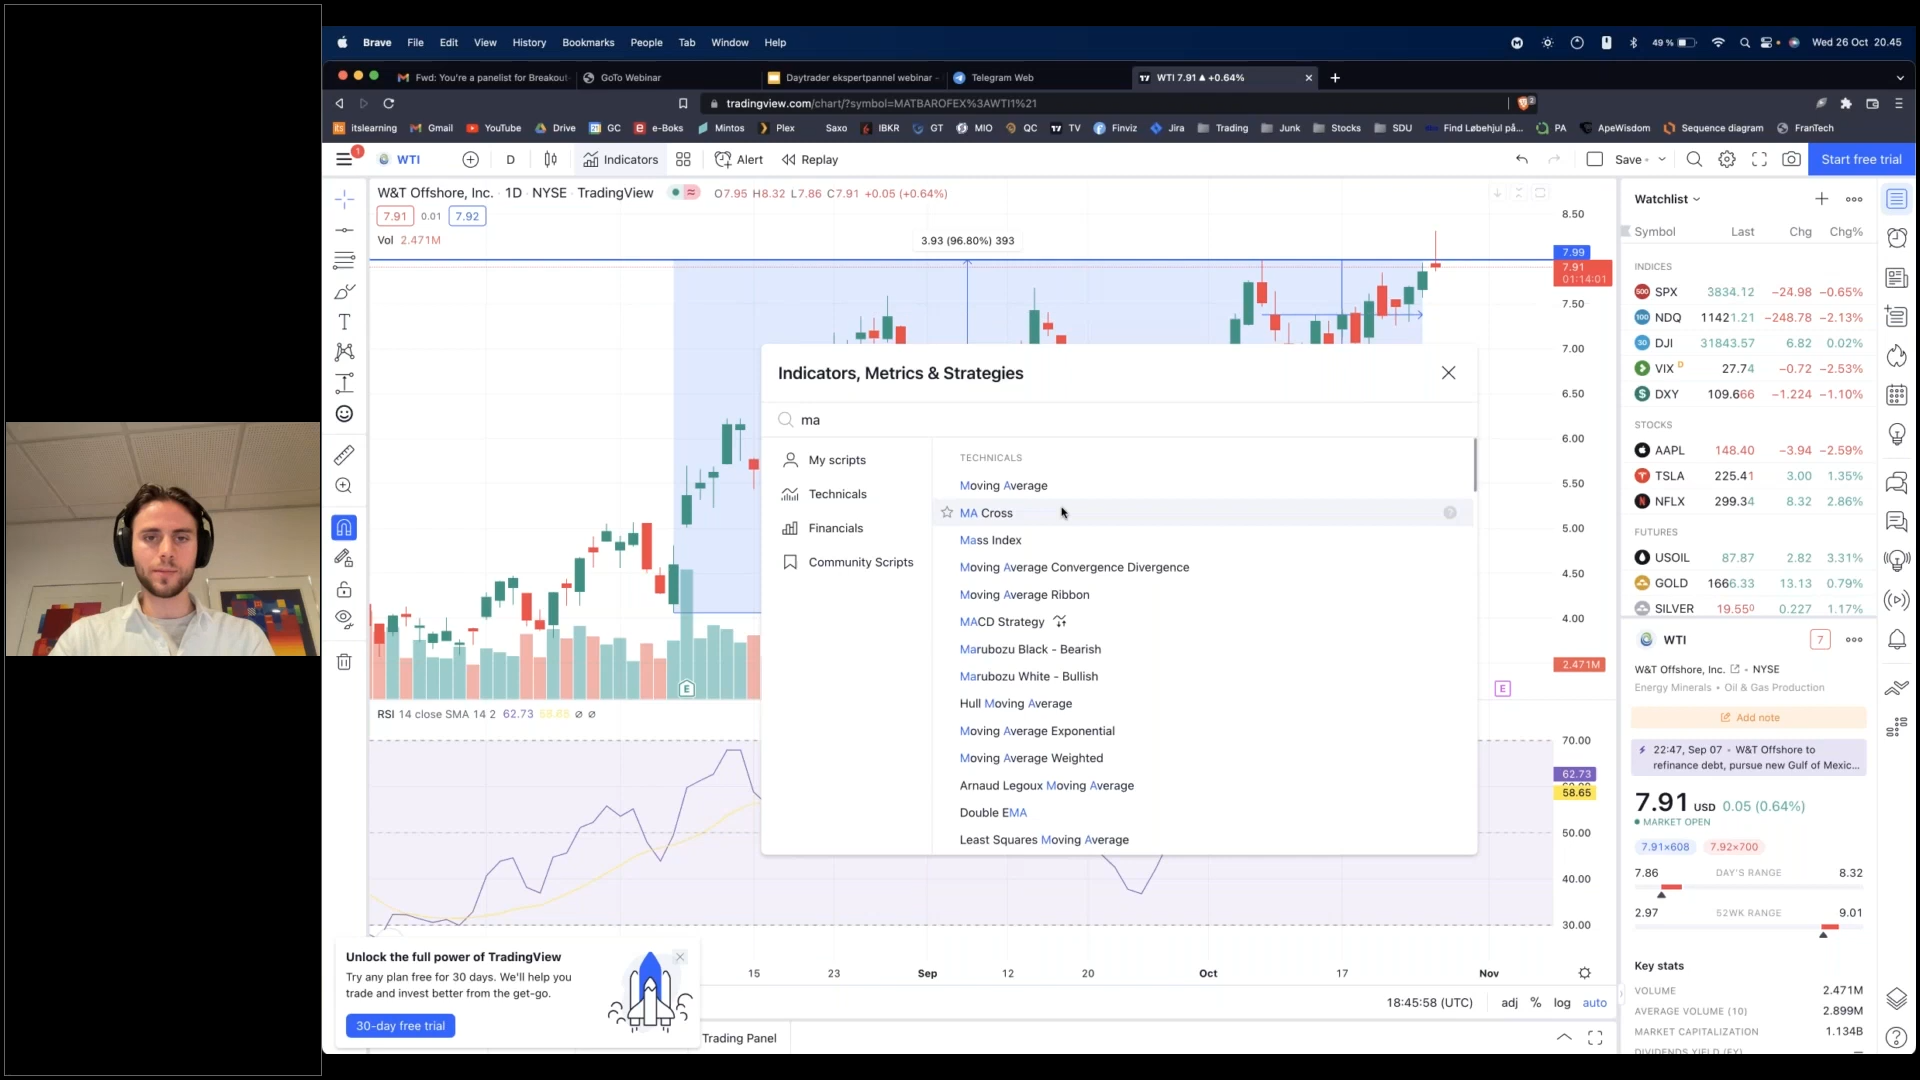 Brave File Edit View History Bookmarks People Tab Window Help
49 % Wed 26 Oct 20.45
Fwd: You're a panelist for Breakout-
GoTo Webinar
Daytrader ekspertpannel webinar -
Telegram Web
WTI 7.91 ▲ +0.64%
tradingview.com/chart/?symbol=MATBAROFEX%3AWTI1%21
itslearning Gmail YouTube Drive GC e-Boks Mintos Plex Saxo IBKR GT MIO QC TV Finviz Jira Trading Junk Stocks SDU Find Løbehjul på... PA ApeWisdom Sequence diagram FranTech
1
WTI D Indicators Alert Replay Save Start free trial
W&T Offshore, Inc. · 1D · NYSE · TradingView O7.95 H8.32 L7.86 C7.91 +0.05 (+0.64%)
7.91 0.01 7.92
Vol 2.471M
3.93 (96.80%) 393
8.50
7.99
7.91
01:14:01
7.50
7.00
6.50
6.00
5.50
5.00
4.50
4.00
2.471M
Indicators, Metrics & Strategies
ma
My scripts
Technicals
Financials
Community Scripts
TECHNICALS
Moving Average
MA Cross
Mass Index
Moving Average Convergence Divergence
Moving Average Ribbon
MACD Strategy
Marubozu Black - Bearish
Marubozu White - Bullish
Hull Moving Average
Moving Average Exponential
Moving Average Weighted
Arnaud Legoux Moving Average
Double EMA
Least Squares Moving Average
E
E
RSI 14 close SMA 14 2 62.73 58.65 ∅ ∅
70.00
62.73
58.65
50.00
40.00
30.00
15 23 Sep 12 20 Oct 17 Nov
Unlock the full power of TradingView
Try any plan free for 30 days. We'll help you
trade and invest better from the get-go.
30-day free trial
18:45:58 (UTC) adj % log auto
Trading Panel
Watchlist
Symbol Last Chg Chg%
INDICES
SPX 3834.12 −24.98 −0.65%
NDQ 11421.21 −248.78 −2.13%
DJI 31843.57 6.82 0.02%
VIX D 27.74 −0.72 −2.53%
DXY 109.666 −1.224 −1.10%
STOCKS
AAPL 148.40 −3.94 −2.59%
TSLA 225.41 3.00 1.35%
NFLX 299.34 8.32 2.86%
FUTURES
USOIL 87.87 2.82 3.31%
GOLD 1666.33 13.13 0.79%
SILVER 19.550 0.227 1.17%
WTI 7
W&T Offshore, Inc. · NYSE
Energy Minerals · Oil & Gas Production
Add note
22:47, Sep 07 · W&T Offshore to
refinance debt, pursue new Gulf of Mexic...
7.91 USD 0.05 (0.64%)
MARKET OPEN
7.91×608 7.92×700
7.86 DAY'S RANGE 8.32
2.97 52WK RANGE 9.01
Key stats
VOLUME 2.471M
AVERAGE VOLUME (10) 2.899M
MARKET CAPITALIZATION 1.134B
DIVIDENDS YIELD (FY) —